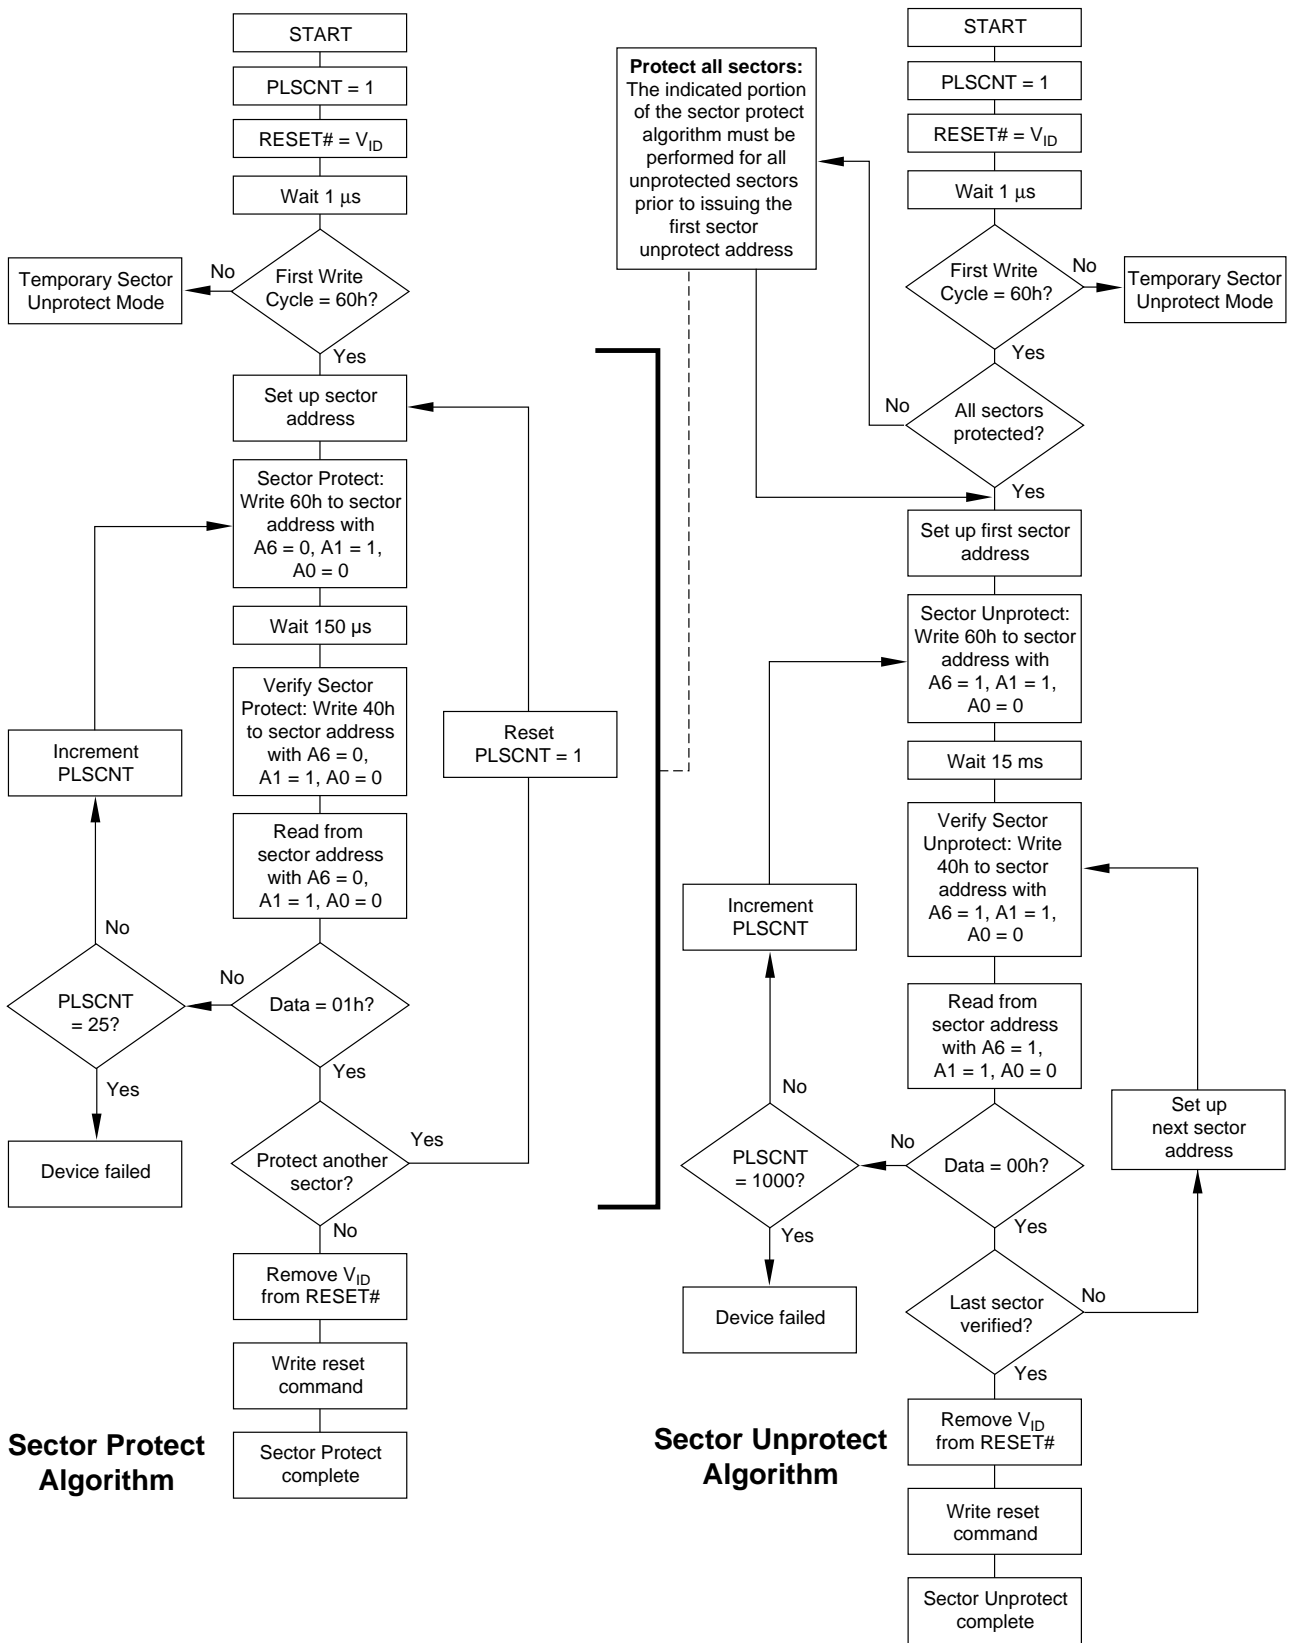 START
PLSCNT = 1
RESET# = VID
Wait 1 μs
First Write
Cycle = 60h?
No
Temporary Sector
Unprotect Mode
Yes
Set up sector
address
Sector Protect:
Write 60h to sector
address with
A6 = 0, A1 = 1,
A0 = 0
Wait 150 µs
Verify Sector
Protect: Write 40h
to sector address
with A6 = 0,
A1 = 1, A0 = 0
Reset
PLSCNT = 1
Increment
PLSCNT
Read from
sector address
with A6 = 0,
A1 = 1, A0 = 0
No
No
PLSCNT
= 25?
Data = 01h?
Yes
Yes
Device failed
Protect another
sector?
Yes
No
Remove VID
from RESET#
Write reset
command
Sector Protect
complete
Sector Protect
Algorithm
Protect all sectors:
The indicated portion
of the sector protect
algorithm must be
performed for all
unprotected sectors
prior to issuing the
first sector
unprotect address
START
PLSCNT = 1
RESET# = VID
Wait 1 μs
First Write
Cycle = 60h?
No
Temporary Sector
Unprotect Mode
Yes
No
All sectors
protected?
Yes
Set up first sector
address
Sector Unprotect:
Write 60h to sector
address with
A6 = 1, A1 = 1,
A0 = 0
Wait 15 ms
Verify Sector
Unprotect: Write
40h to sector
address with
A6 = 1, A1 = 1,
A0 = 0
Increment
PLSCNT
Read from
sector address
with A6 = 1,
A1 = 1, A0 = 0
No
No
PLSCNT
= 1000?
Data = 00h?
Set up
next sector
address
Yes
Yes
Device failed
Last sector
verified?
No
Yes
Remove VID
from RESET#
Write reset
command
Sector Unprotect
complete
Sector Unprotect
Algorithm